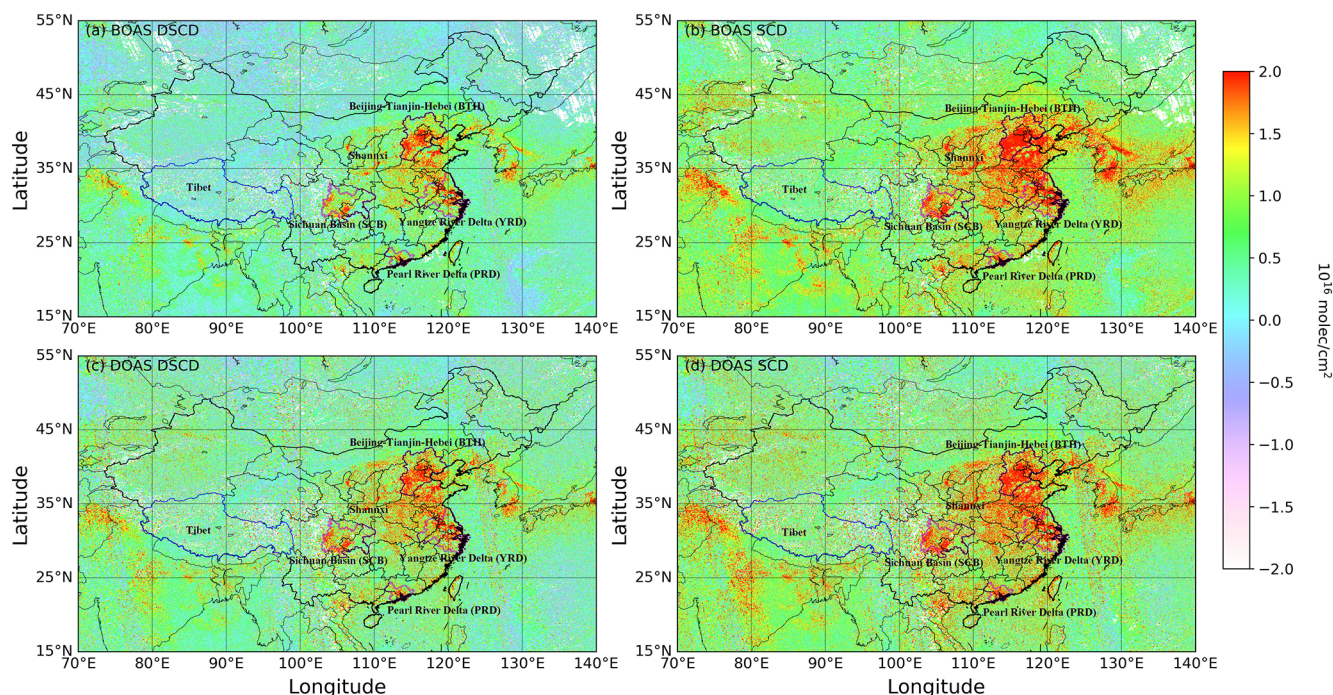 (a) BOAS DSCD
55°N
45°N
35°N
25°N
15°N
Latitude
Beijing-Tianjin-Hebei (BTH)
Shannxi
Tibet
Sichuan Basin (SCB)
Yangtze River Delta (YRD)
Pearl River Delta (PRD)
70°E 80°E 90°E 100°E 110°E 120°E 130°E 140°E
(b) BOAS SCD
55°N
45°N
35°N
25°N
15°N
Latitude
Beijing-Tianjin-Hebei (BTH)
Shannxi
Tibet
Sichuan Basin (SCB)
Yangtze River Delta (YRD)
Pearl River Delta (PRD)
70°E 80°E 90°E 100°E 110°E 120°E 130°E 140°E
(c) DOAS DSCD
55°N
45°N
35°N
25°N
15°N
Latitude
Beijing-Tianjin-Hebei (BTH)
Shannxi
Tibet
Sichuan Basin (SCB)
Yangtze River Delta (YRD)
Pearl River Delta (PRD)
70°E 80°E 90°E 100°E 110°E 120°E 130°E 140°E
Longitude
(d) DOAS SCD
55°N
45°N
35°N
25°N
15°N
Latitude
Beijing-Tianjin-Hebei (BTH)
Shannxi
Tibet
Sichuan Basin (SCB)
Yangtze River Delta (YRD)
Pearl River Delta (PRD)
70°E 80°E 90°E 100°E 110°E 120°E 130°E 140°E
Longitude
2.0
1.5
1.0
0.5
0.0
−0.5
−1.0
−1.5
−2.0
10¹⁶ molec/cm²